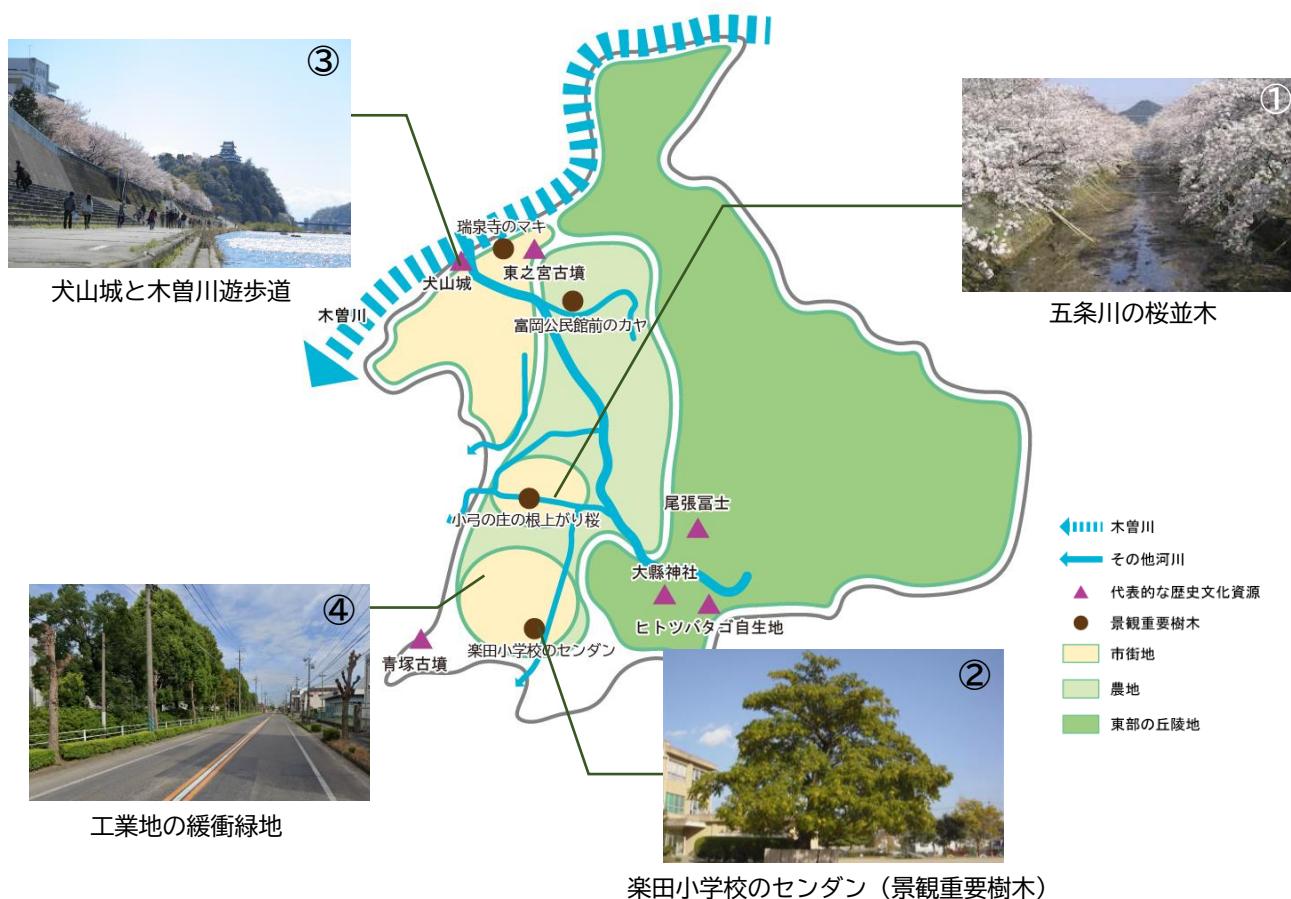 ③
犬山城と木曽川遊歩道
①
五条川の桜並木
瑞泉寺のマキ
東之宮古墳
犬山城
木曽川
富岡公民館前のカヤ
小弓の庄の根上がり桜
尾張冨士
大縣神社
ヒトツバタゴ自生地
楽田小学校のセンダン
青塚古墳
木曽川
その他河川
代表的な歴史文化資源
景観重要樹木
市街地
農地
東部の丘陵地
④
工業地の緩衝緑地
②
楽田小学校のセンダン（景観重要樹木）